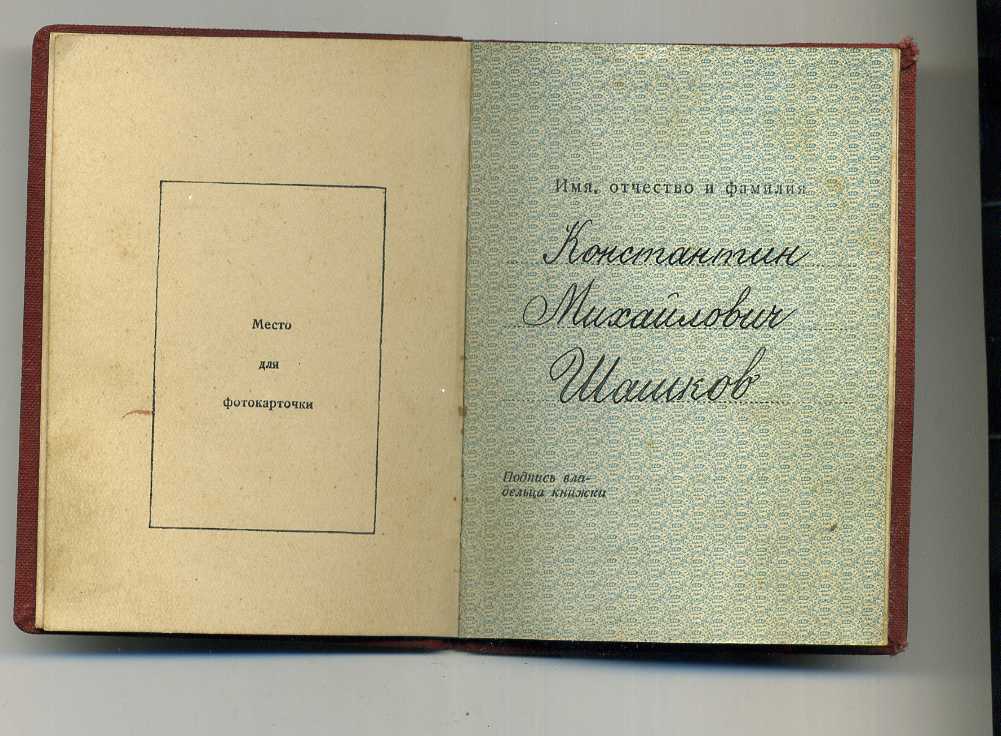 Место
для
фотокарточки
Имя, отчество и фамилия
Константин
Михайлович
Шашков
Подпись вла-
дельца книжки